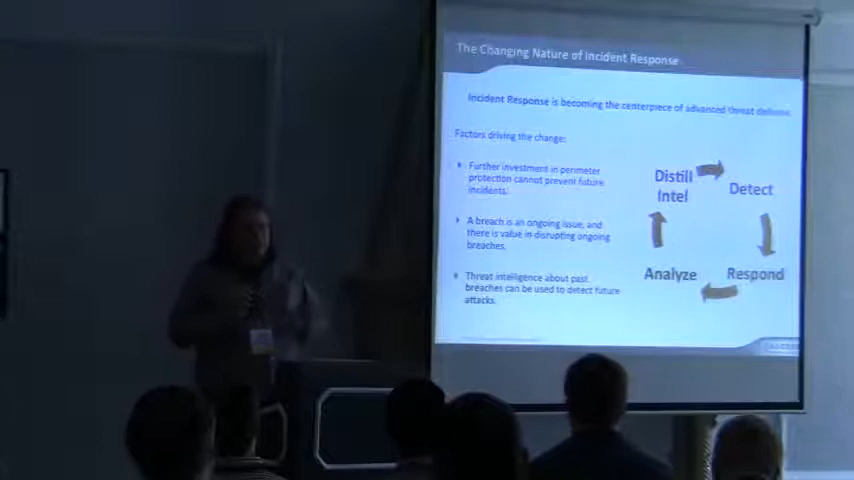 The Changing Nature of Incident Response
Incident Response is becoming the centerpiece of advanced threat defense.
Factors driving the change:
Further investment in perimeter
protection cannot prevent future
incidents.
A breach is an ongoing issue, and
there is value in disrupting ongoing
breaches.
Threat intelligence about past
breaches can be used to detect future
attacks.
Distill
Intel
Detect
Analyze
Respond